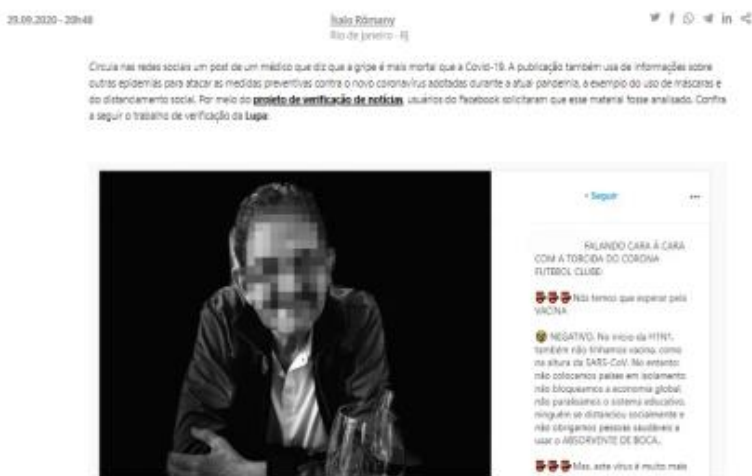 29.09.2020 - 20h48
Ítalo Rômany
Rio de Janeiro - RJ
Circula nas redes sociais um post de um médico que diz que a gripe é mais mortal que a Covid-19. A publicação também usa de informações sobre
outras epidemias para atacar as medidas preventivas contra o novo coronavírus adotadas durante a atual pandemia, a exemplo do uso de máscaras e
do distanciamento social. Por meio do projeto de verificação de notícias, usuários do Facebook solicitaram que esse material fosse analisado. Confira
a seguir o trabalho de verificação da Lupa:
+ Seguir
FALANDO CARA Á CARA
COM A TORCIDA DO CORONA
FUTEBOL CLUBE:
Nós temos que esperar pela
VACINA
NEGATIVO. No início da H1N1,
também não tínhamos vacina, como
na altura da SARS-CoV. No entanto:
não colocamos países em isolamento
não bloqueamos a economia global,
não paralisamos o sistema educativo,
ninguém se distanciou socialmente e
não obrigamos pessoas saudáveis a
usar o ABSORVENTE DE BOCA..
Mas, este vírus é muito mais